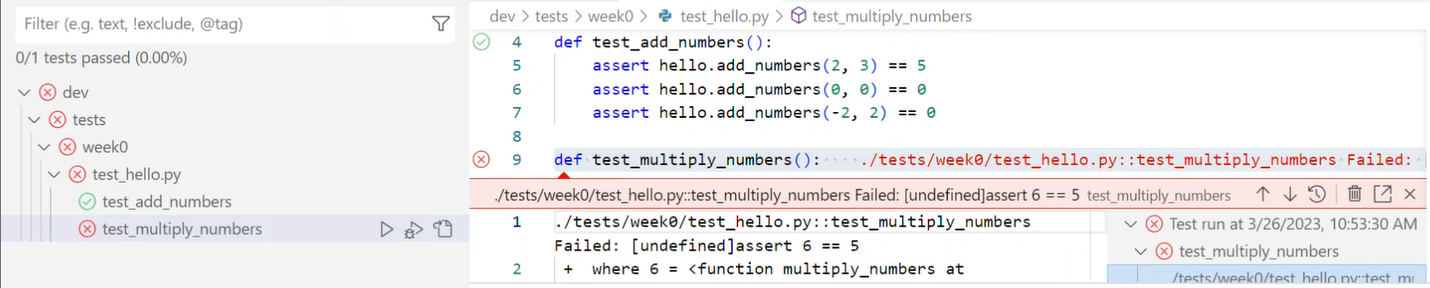 Filter (e.g. text, !exclude, @tag)
0/1 tests passed (0.00%)
dev
tests
week0
test_hello.py
test_add_numbers
test_multiply_numbers
dev > tests > week0 > test_hello.py > test_multiply_numbers
4 def test_add_numbers():
5 assert hello.add_numbers(2, 3) == 5
6 assert hello.add_numbers(0, 0) == 0
7 assert hello.add_numbers(-2, 2) == 0
8
9 def test_multiply_numbers(): ····./tests/week0/test_hello.py::test_multiply_numbers Failed:
./tests/week0/test_hello.py::test_multiply_numbers Failed: [undefined]assert 6 == 5 test_multiply_numbers
1 ./tests/week0/test_hello.py::test_multiply_numbers
Failed: [undefined]assert 6 == 5
2 + where 6 = <function multiply_numbers at
Test run at 3/26/2023, 10:53:30 AM
test_multiply_numbers
./tests/week0/test_hello.py::test_mu